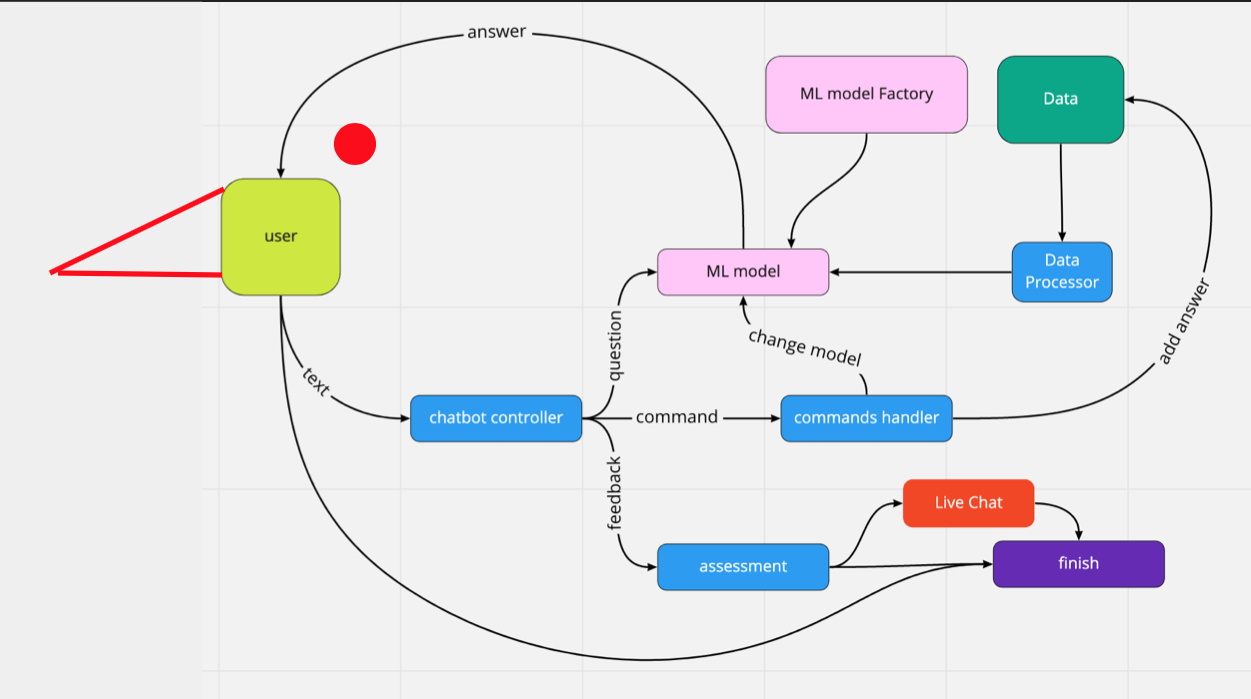 answer
ML model Factory
Data
user
ML model
Data
Processor
question
change model
add answer
text
chatbot controller
command
commands handler
feedback
Live Chat
assessment
finish